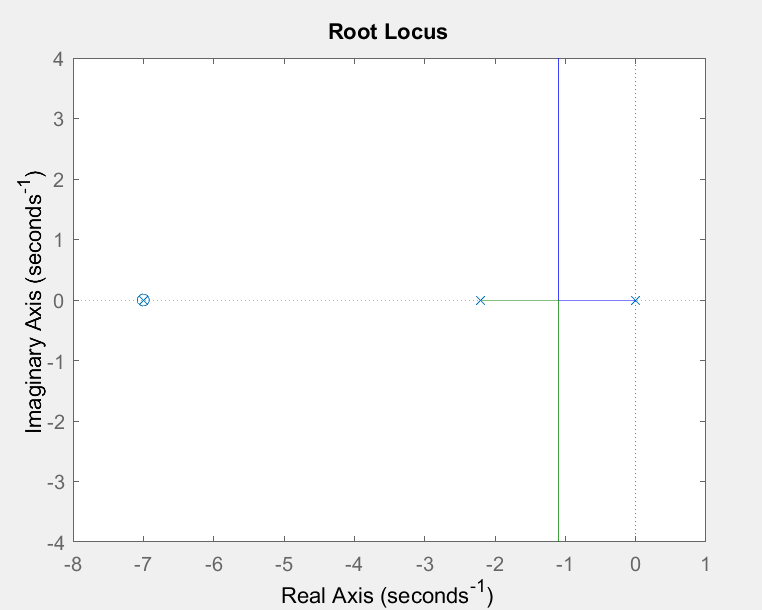 Root Locus
4
3
2
1
0
-1
-2
-3
-4
Imaginary Axis (seconds⁻¹)
-8 -7 -6 -5 -4 -3 -2 -1 0 1
Real Axis (seconds⁻¹)